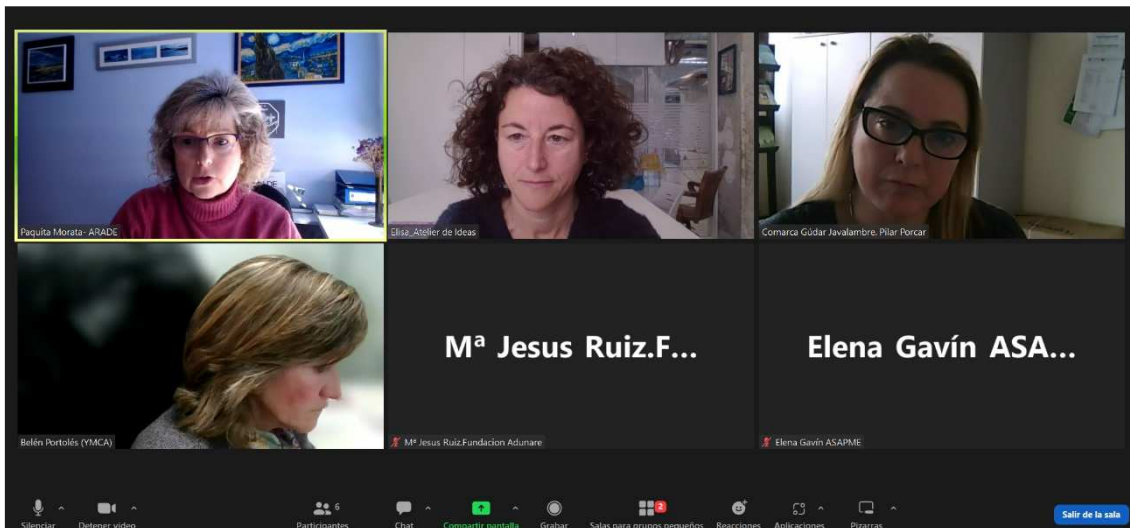 Paquita Morata- ARADE
Elisa_Atelier de Ideas
Comarca Gúdar Javalambre. Pilar Porcar
Mª Jesus Ruiz.F...
Elena Gavín ASA...
Belén Portolés (YMCA)
Mª Jesus Ruiz.Fundacion Adunare
Elena Gavín ASAPME
6
2
Silenciar
Detener video
Participantes
Chat
Compartir pantalla
Grabar
Salas para grupos pequeños
Reacciones
Aplicaciones
Pizarras
Salir de la sala